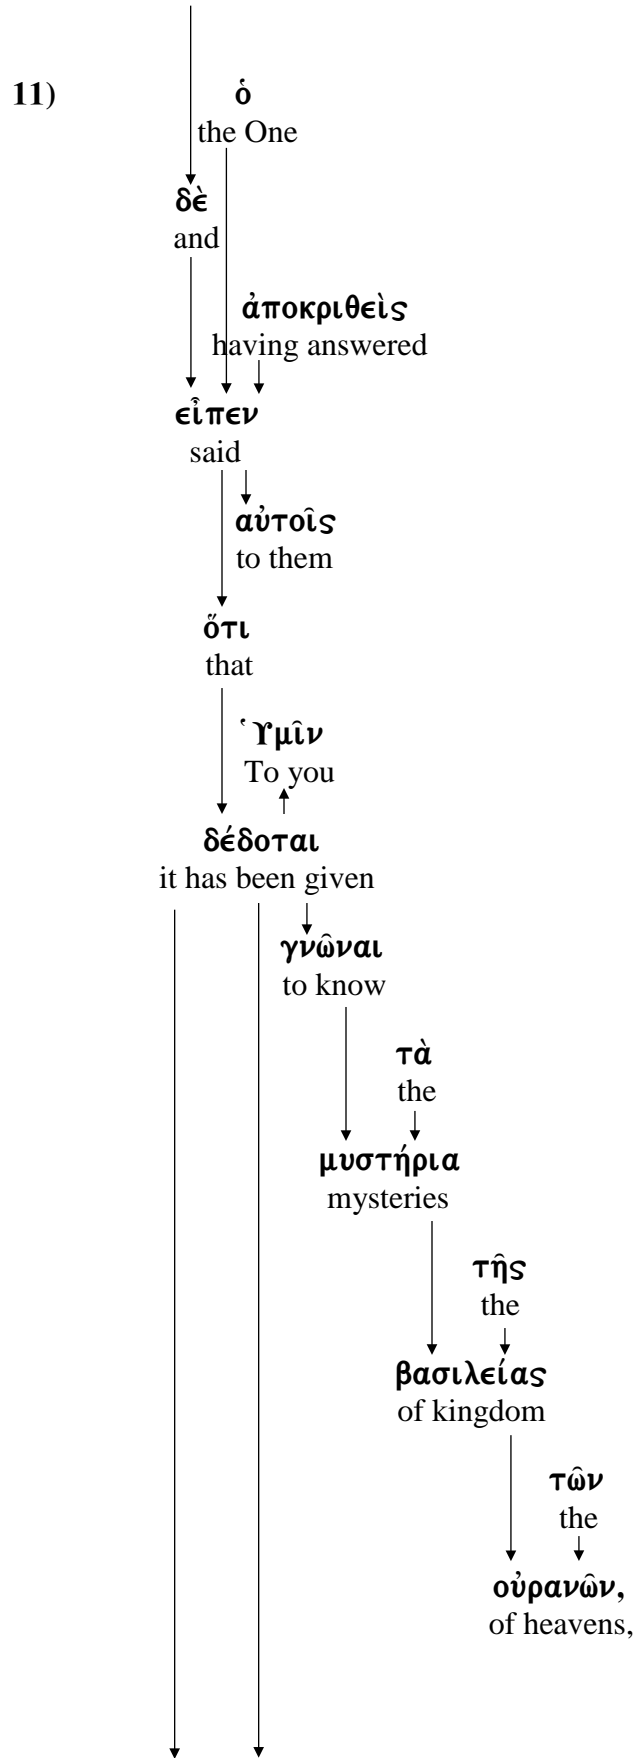 11) ὁ
the One
δὲ
and
ἀποκριθεὶς
having answered
εἶπεν
said
αὐτοῖς
to them
ὅτι
that
Ὑμῖν
To you
δέδοται
it has been given
γνῶναι
to know
τὰ
the
μυστήρια
mysteries
τῆς
the
βασιλείας
of kingdom
τῶν
the
οὐρανῶν,
of heavens,